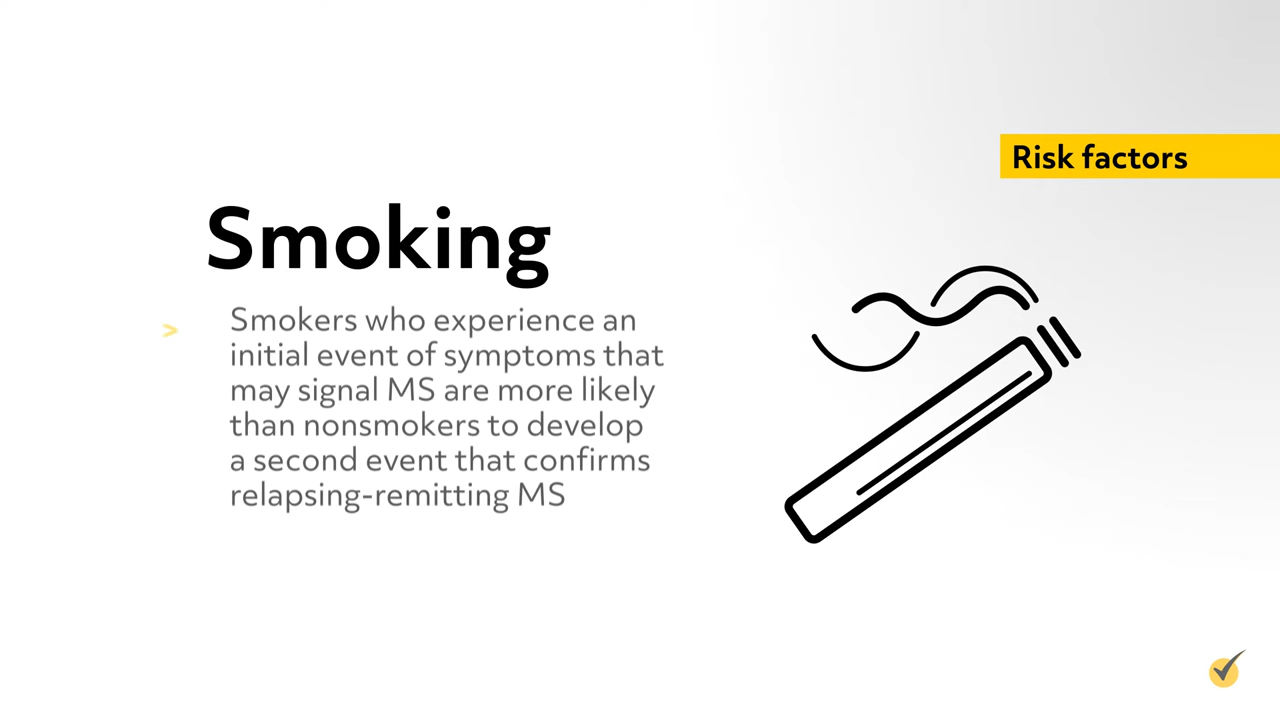 Risk factors
Smoking
> Smokers who experience an
initial event of symptoms that
may signal MS are more likely
than nonsmokers to develop
a second event that confirms
relapsing-remitting MS